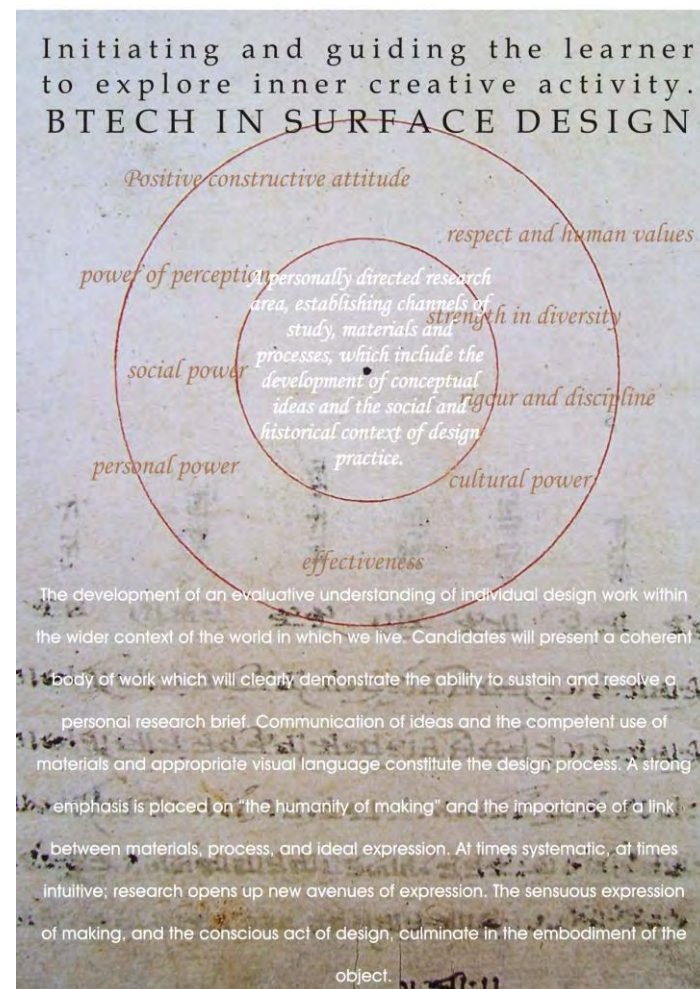 Initiating and guiding the learner
to explore inner creative activity.
BTECH IN SURFACE DESIGN
Positive constructive attitude
respect and human values
power of perception
A personally directed research
area, establishing channels of
study, materials and
processes, which include the
development of conceptual
ideas and the social and
historical context of design
practice.
strength in diversity
social power
rigour and discipline
personal power
cultural power
effectiveness
The development of an evaluative understanding of individual design work within
the wider context of the world in which we live. Candidates will present a coherent
body of work which will clearly demonstrate the ability to sustain and resolve a
personal research brief. Communication of ideas and the competent use of
materials and appropriate visual language constitute the design process. A strong
emphasis is placed on “the humanity of making” and the importance of a link
between materials, process, and ideal expression. At times systematic, at times
intuitive; research opens up new avenues of expression. The sensuous expression
of making, and the conscious act of design, culminate in the embodiment of the
object.